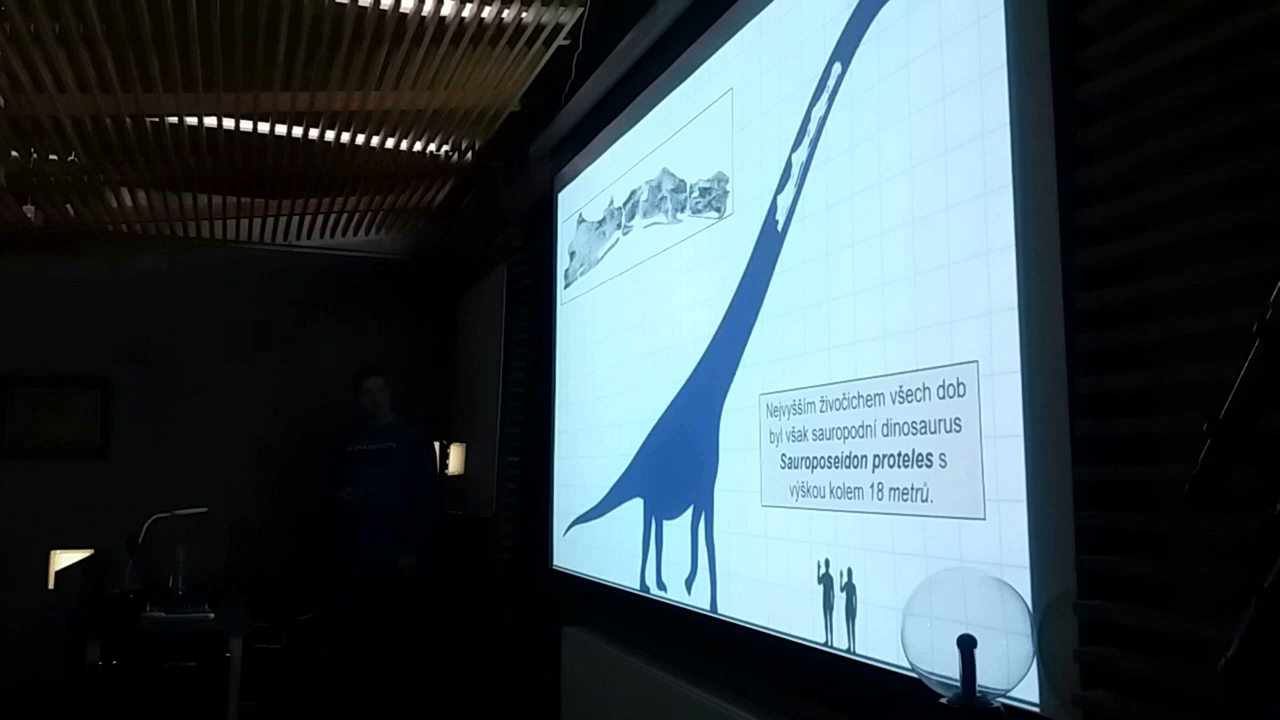 Nejvyšším živočichem všech dob
byl však sauropodní dinosaurus
Sauroposeidon proteles s
výškou kolem 18 metrů.